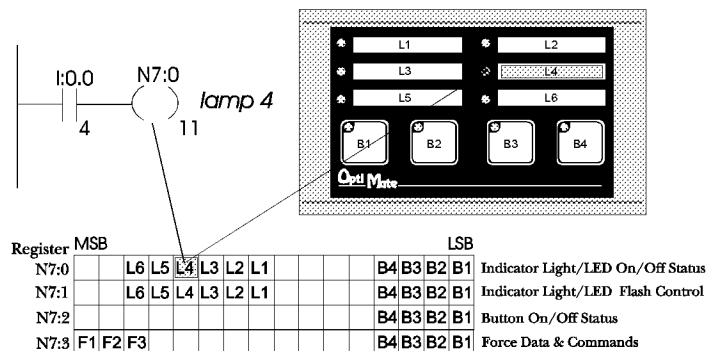 L1 L2
L3 L4
L5 L6
B1 B2 B3 B4
Opti Mate
I:0.0 N7:0 lamp 4
4 11
Register MSB LSB
N7:0 L6 L5 L4 L3 L2 L1 B4 B3 B2 B1 Indicator Light/LED On/Off Status
N7:1 L6 L5 L4 L3 L2 L1 B4 B3 B2 B1 Indicator Light/LED Flash Control
N7:2 B4 B3 B2 B1 Button On/Off Status
N7:3 F1 F2 F3 B4 B3 B2 B1 Force Data & Commands